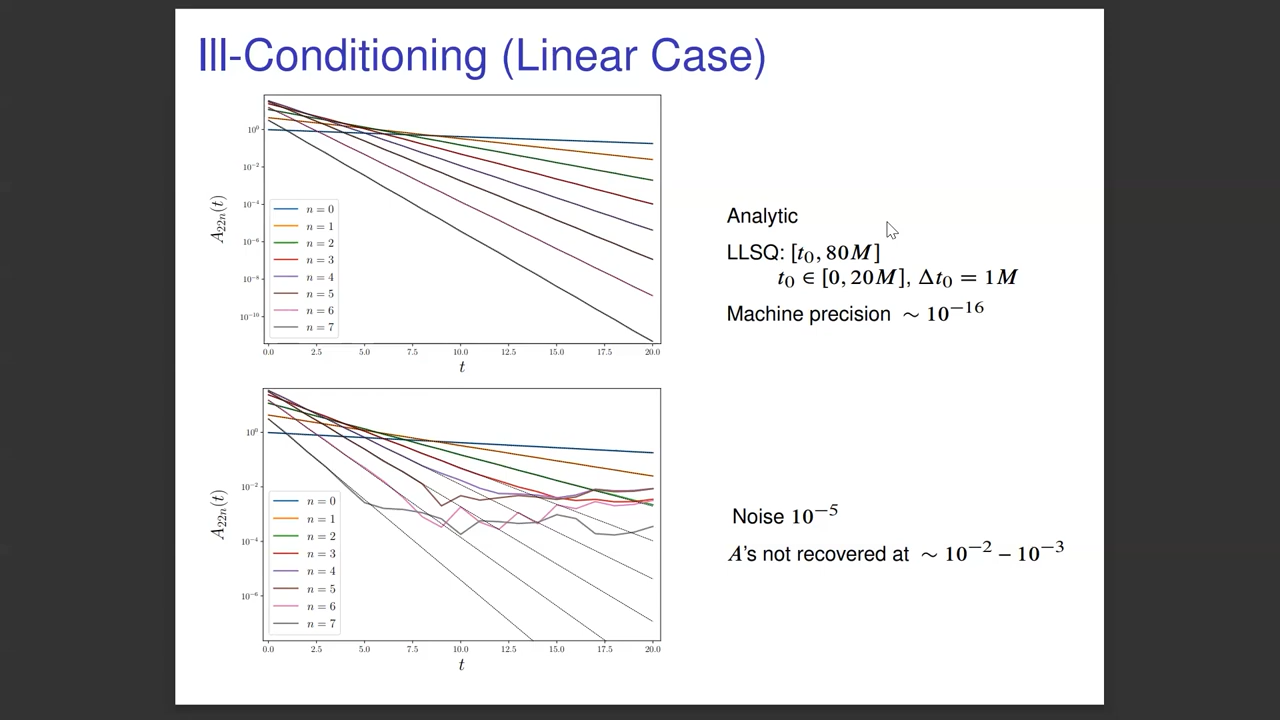 Ill-Conditioning (Linear Case)
A₂₂ₙ(t)
10⁰
10⁻²
10⁻⁴
10⁻⁶
10⁻⁸
10⁻¹⁰
n = 0
n = 1
n = 2
n = 3
n = 4
n = 5
n = 6
n = 7
0.0 2.5 5.0 7.5 10.0 12.5 15.0 17.5 20.0
t
Analytic
LLSQ: [t₀, 80M]
t₀ ∈ [0, 20M], Δt₀ = 1M
Machine precision ∼ 10⁻¹⁶
A₂₂ₙ(t)
10⁰
10⁻²
10⁻⁴
10⁻⁶
n = 0
n = 1
n = 2
n = 3
n = 4
n = 5
n = 6
n = 7
0.0 2.5 5.0 7.5 10.0 12.5 15.0 17.5 20.0
t
Noise 10⁻⁵
A's not recovered at ∼ 10⁻² − 10⁻³